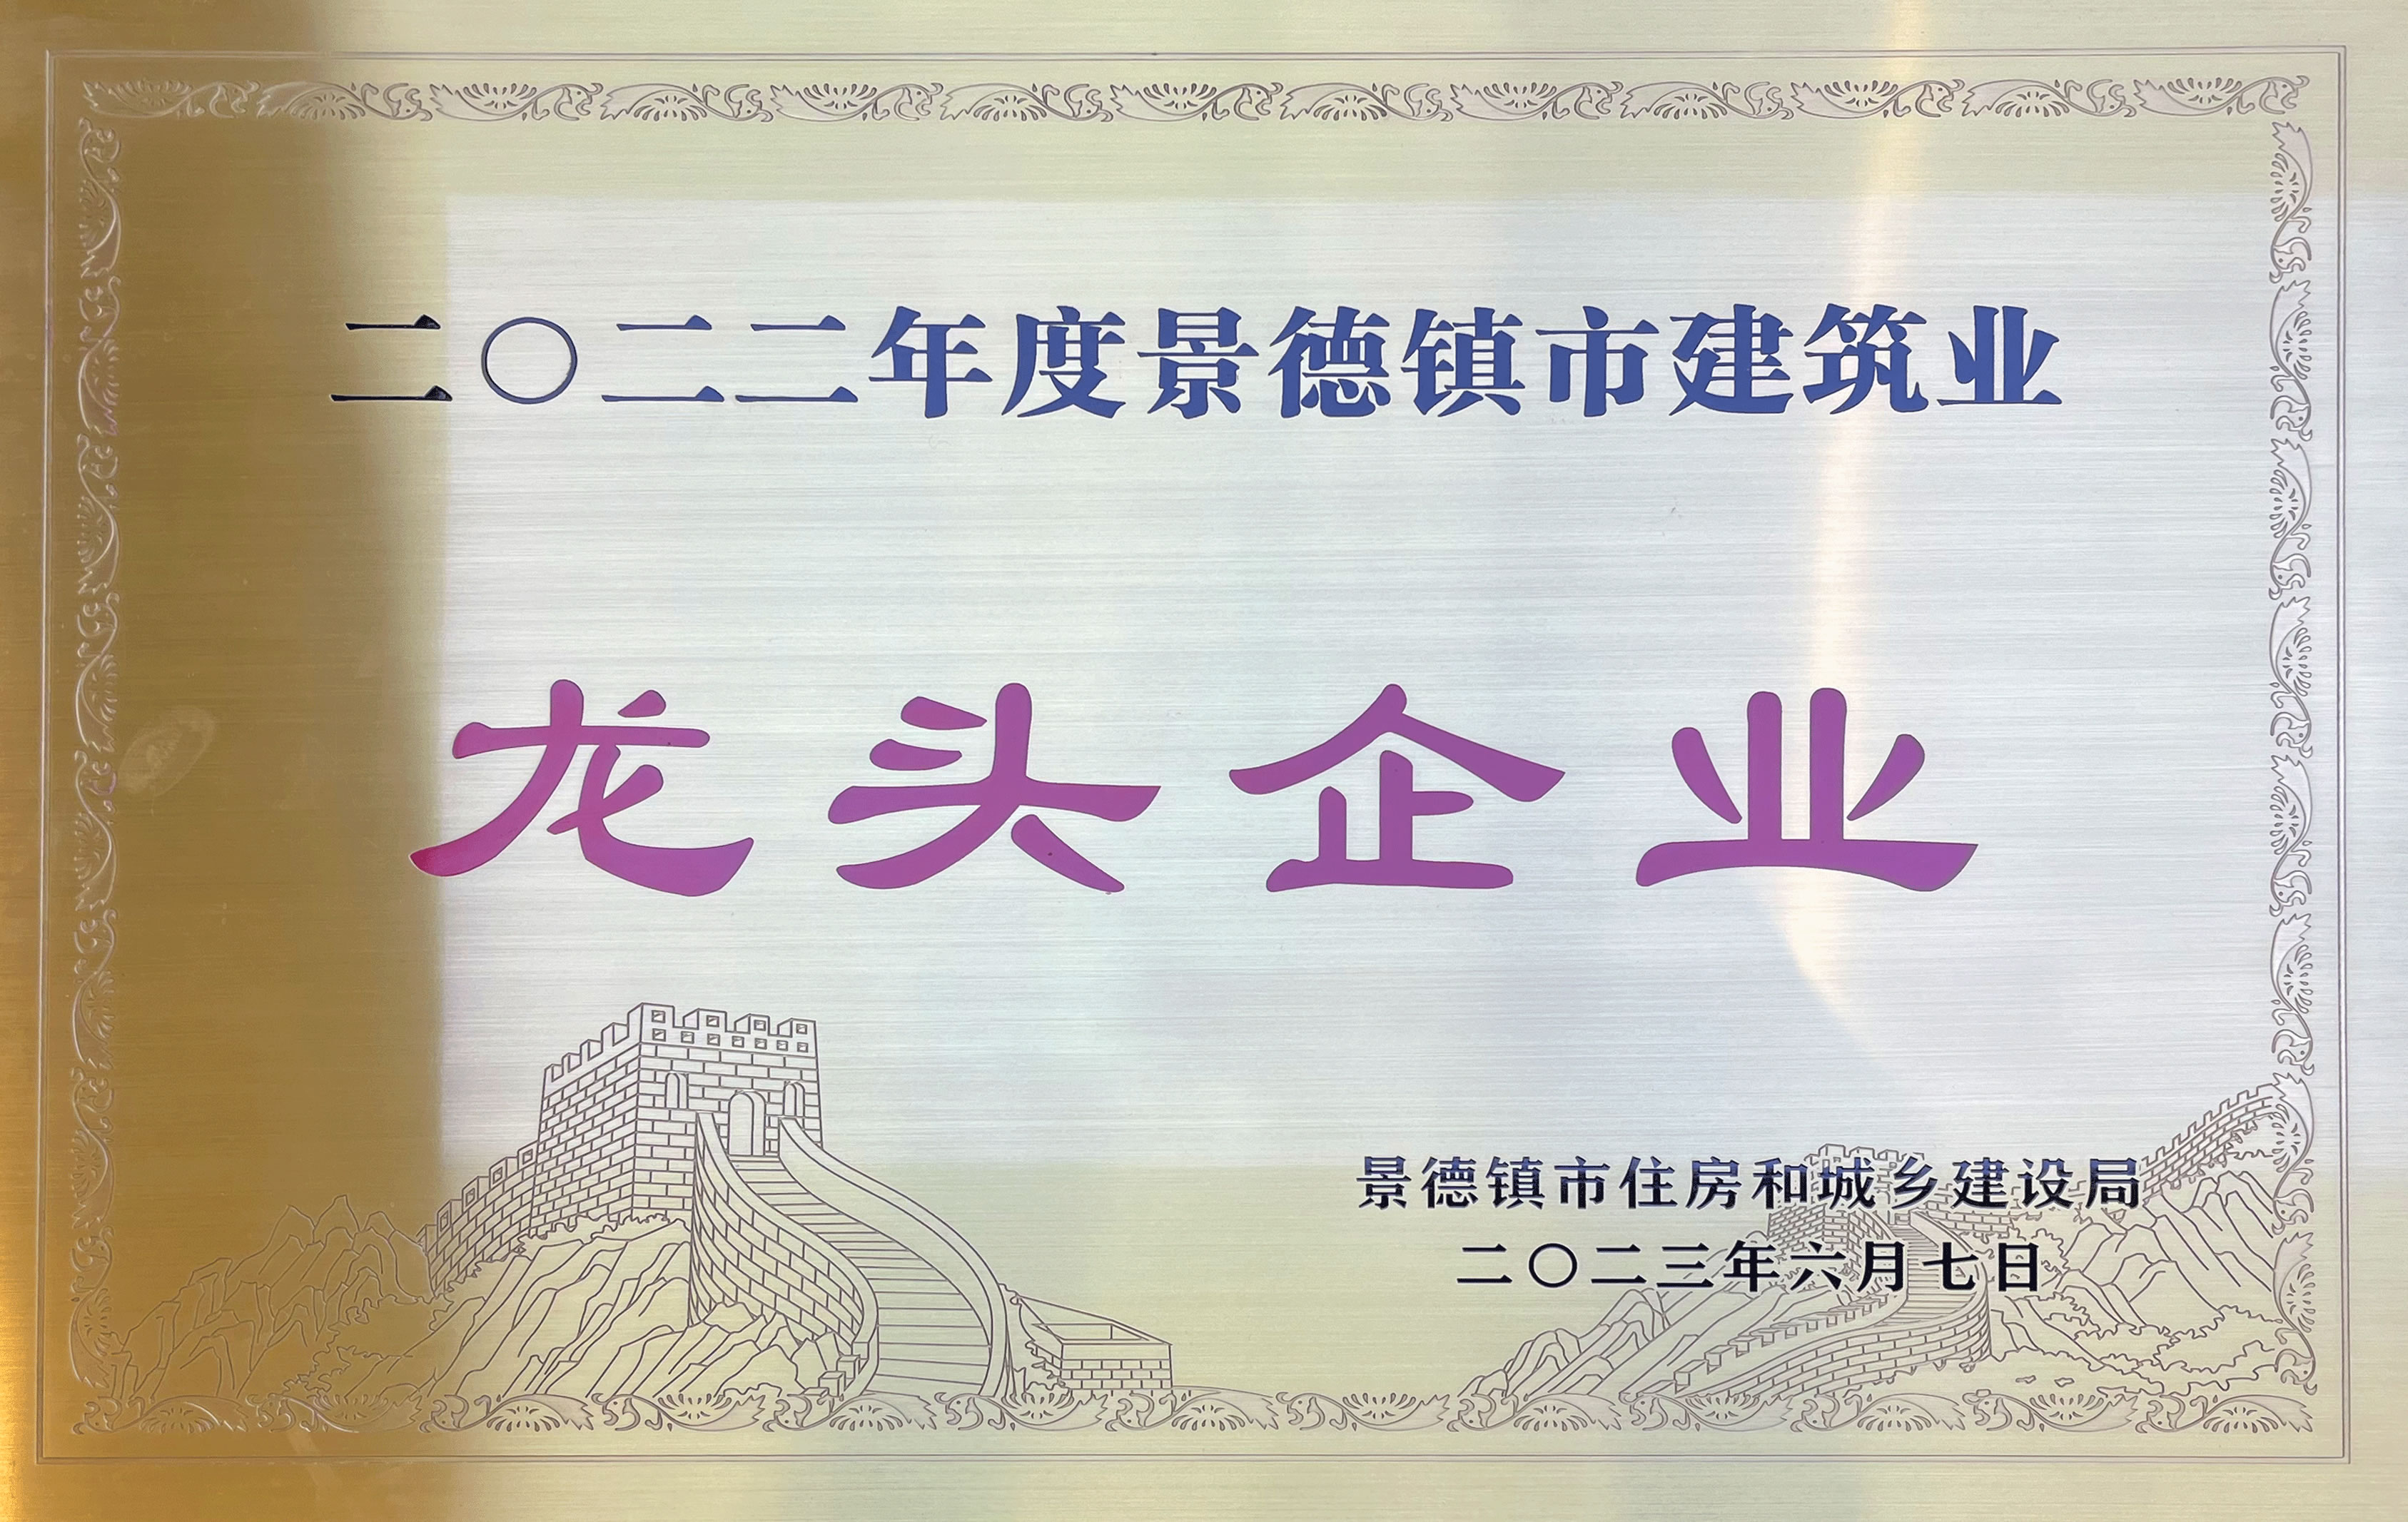 二〇二二年度景德镇市建筑业
龙头企业
景德镇市住房和城乡建设局
二〇二三年六月七日